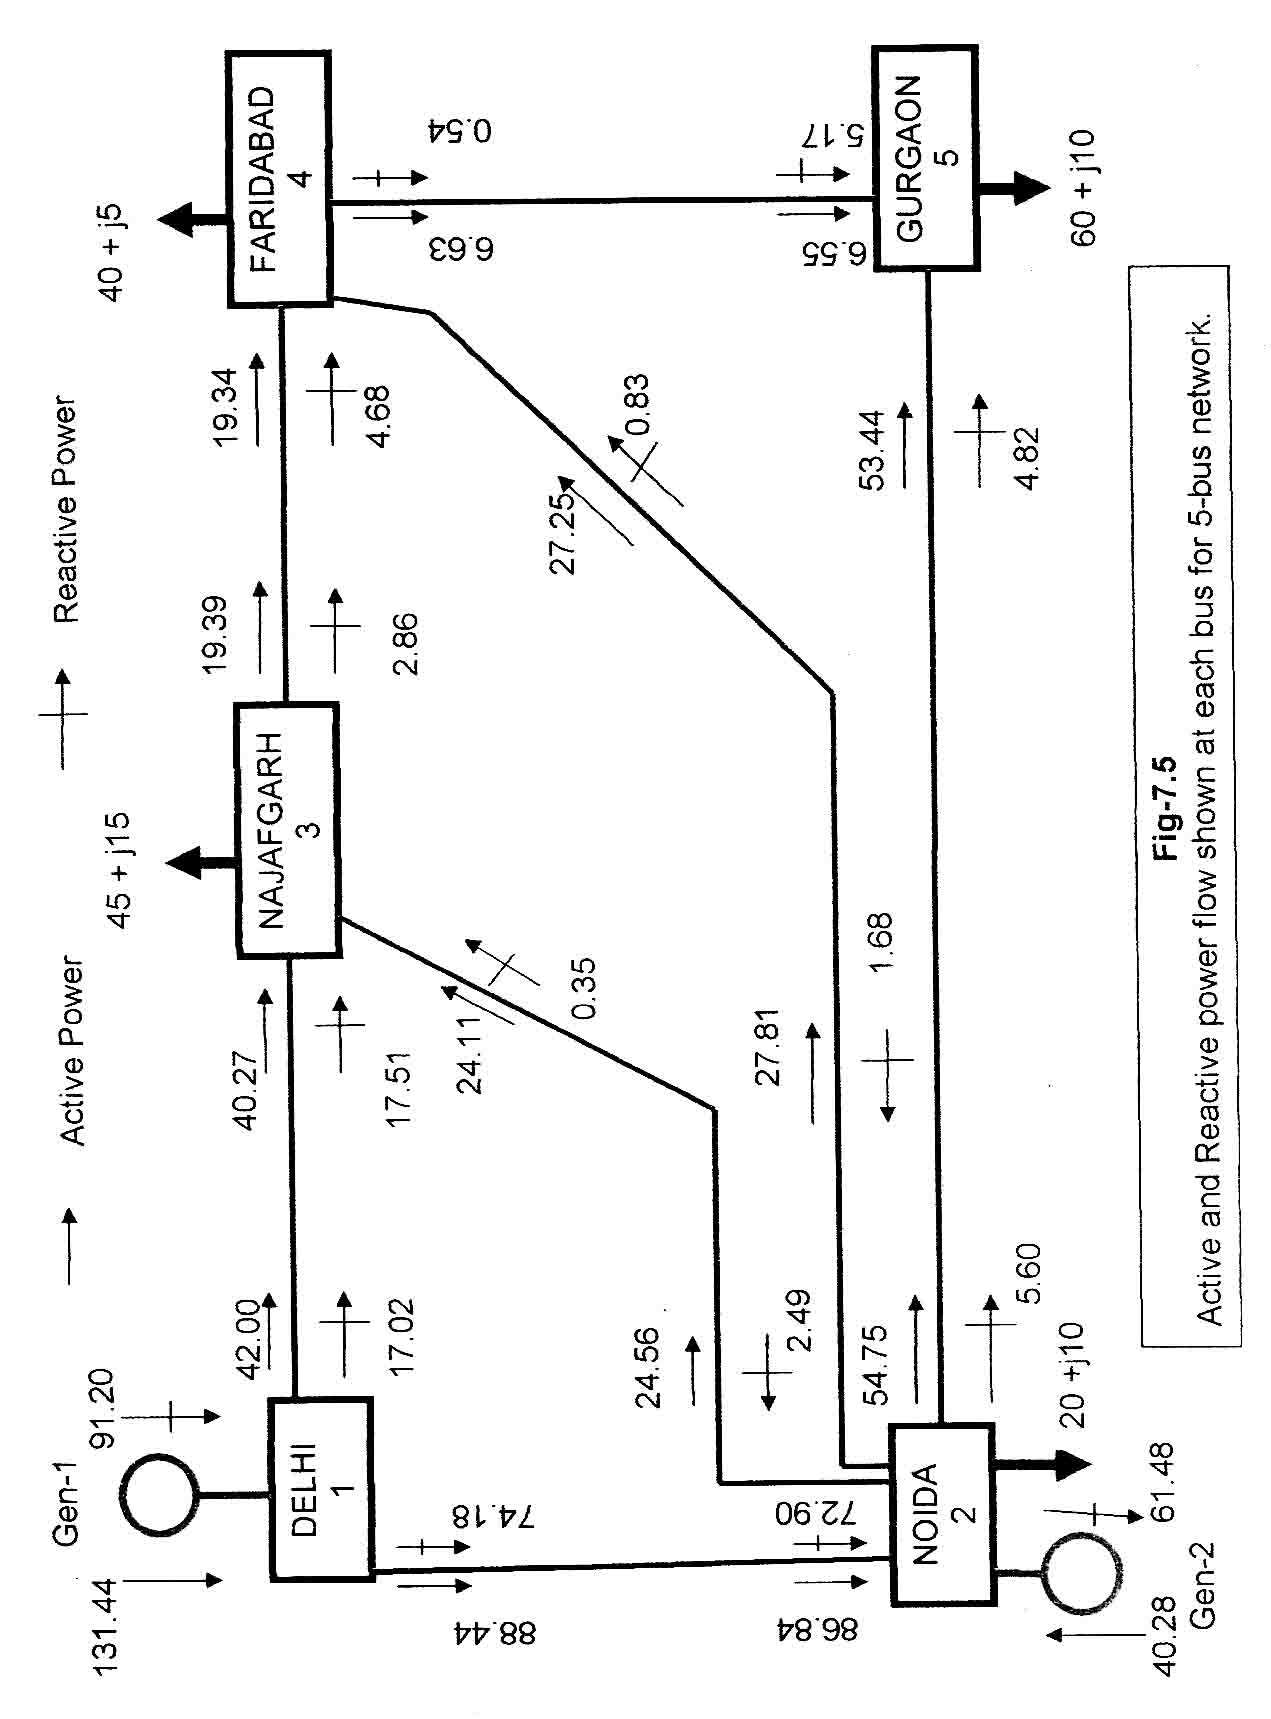 Active Power
Reactive Power
Gen-1
131.44
91.20
DELHI
1
42.00
17.02
40.27
17.51
45 + j15
NAJAFGARH
3
19.39
2.86
19.34
4.68
40 + j5
FARIDABAD
4
88.44
74.18
86.84
72.90
24.56
2.49
24.11
0.35
27.81
1.68
27.25
0.83
6.63
0.54
6.55
5.17
NOIDA
2
54.75
5.60
53.44
4.82
GURGAON
5
60 + j10
20 +j10
40.28
61.48
Gen-2
Fig-7.5
Active and Reactive power flow shown at each bus for 5-bus network.